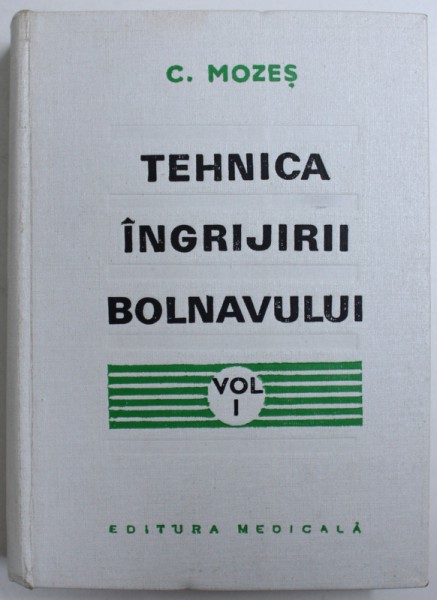 C. MOZEȘ
TEHNICA
ÎNGRIJIRII
BOLNAVULUI
VOL
I
EDITURA MEDICALĂ